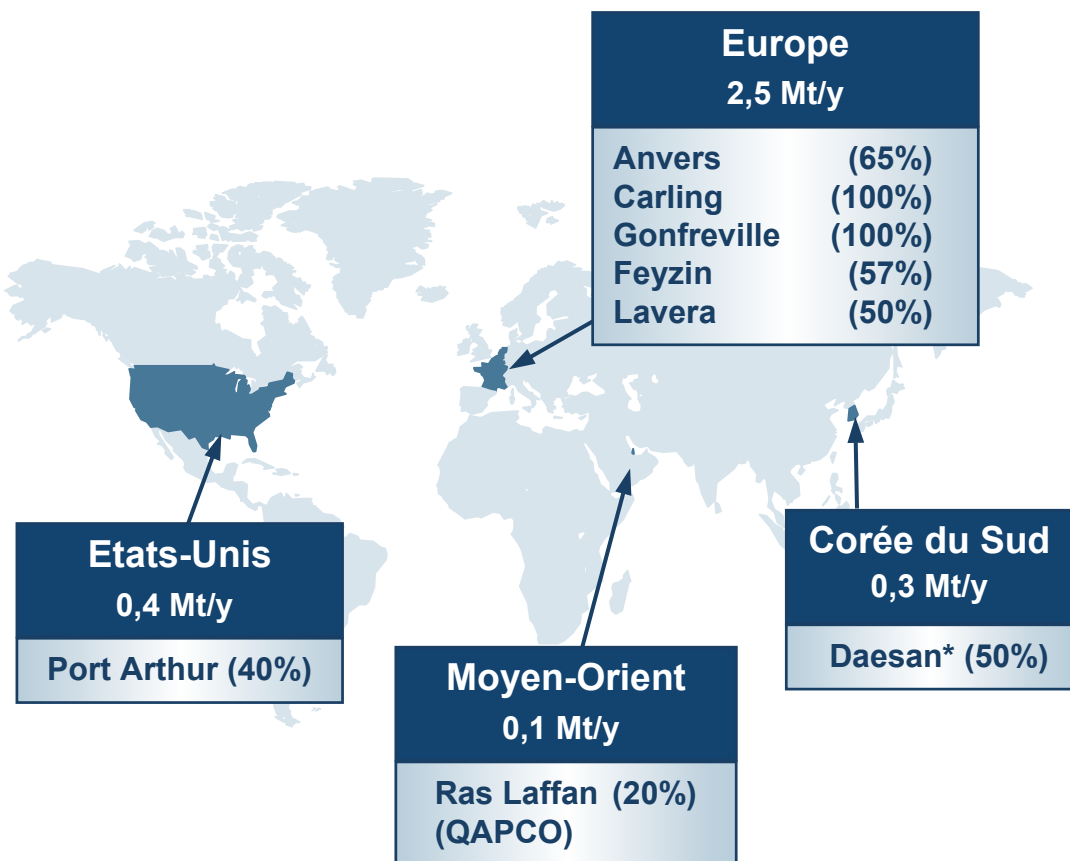 Europe
2,5 Mt/y
Anvers (65%)
Carling (100%)
Gonfreville (100%)
Feyzin (57%)
Lavera (50%)
Etats-Unis
0,4 Mt/y
Port Arthur (40%)
Moyen-Orient
0,1 Mt/y
Ras Laffan (20%)
(QAPCO)
Corée du Sud
0,3 Mt/y
Daesan* (50%)